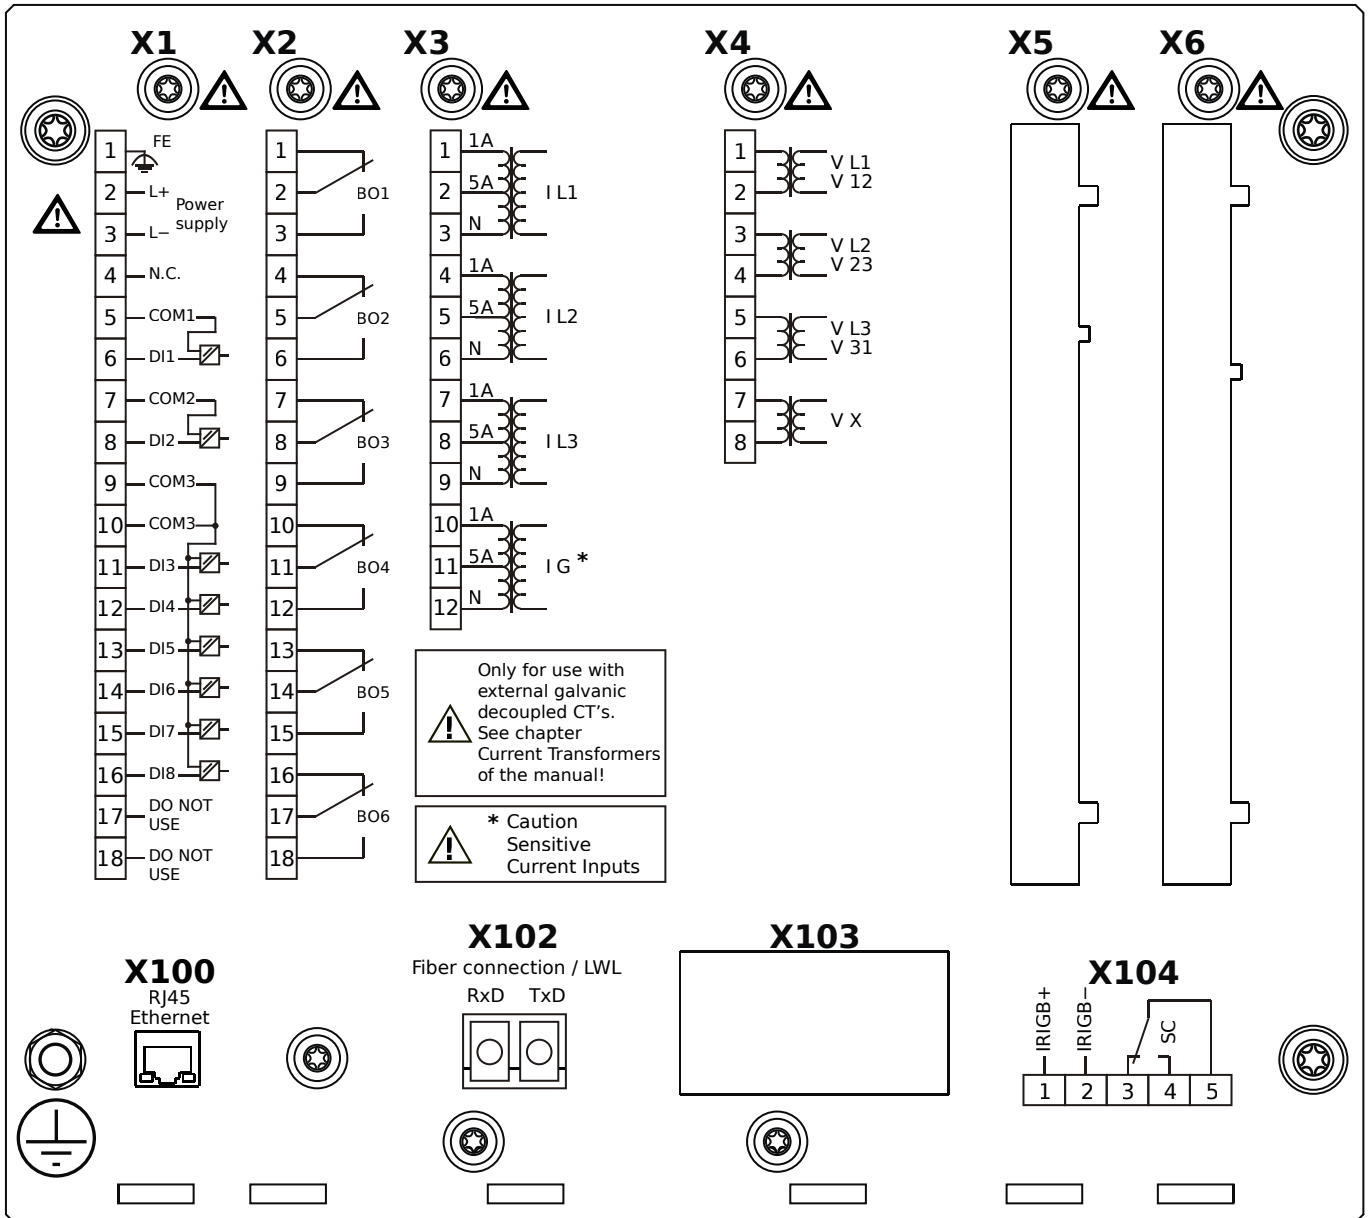 X1
X2
X3
X4
X5
X6
1 FE
2 L+
3 L−
Power
supply
4 N.C.
5 COM1
6 DI1
7 COM2
8 DI2
9 COM3
10 COM3
11 DI3
12 DI4
13 DI5
14 DI6
15 DI7
16 DI8
17 DO NOT
USE
18 DO NOT
USE
1
2 BO1
3
4
5 BO2
6
7
8 BO3
9
10
11 BO4
12
13
14 BO5
15
16
17 BO6
18
1 1A
2 5A I L1
3 N
4 1A
5 5A I L2
6 N
7 1A
8 5A I L3
9 N
10 1A
11 5A I G *
12 N
! Only for use with
external galvanic
decoupled CT's.
See chapter
Current Transformers
of the manual!
! * Caution
Sensitive
Current Inputs
1 V L1
2 V 12
3 V L2
4 V 23
5 V L3
6 V 31
7 V X
8
X100
RJ45
Ethernet
X102
Fiber connection / LWL
RxD TxD
X103
X104
IRIGB+
IRIGB−
SC
1 2 3 4 5